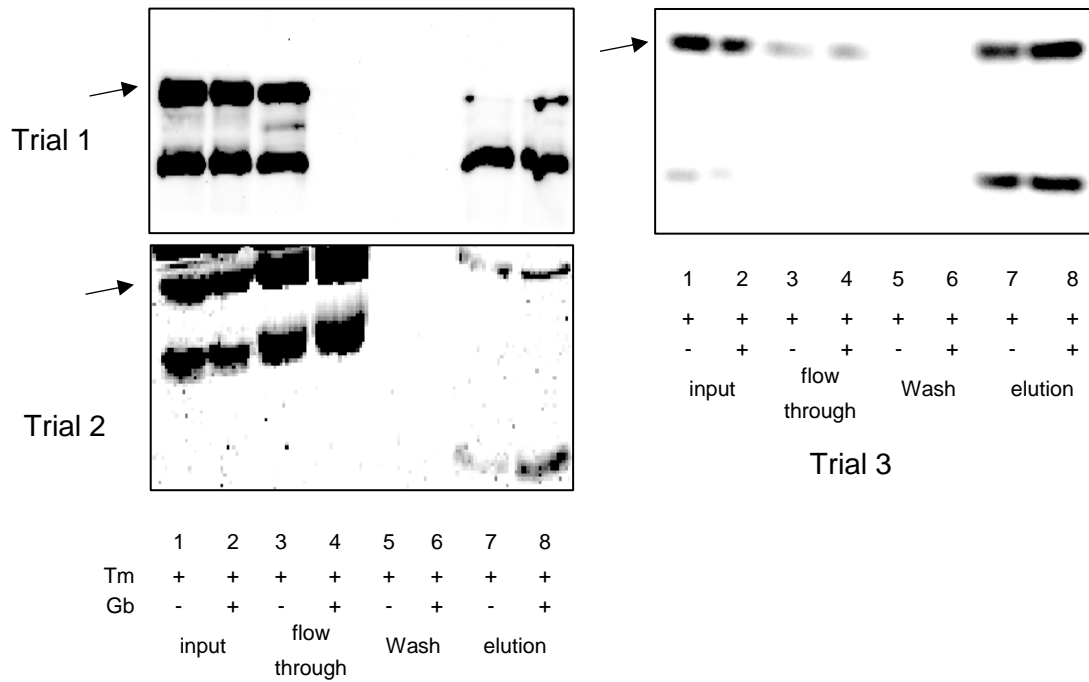 Trial 1
Trial 2
1 2 3 4 5 6 7 8
Tm + + + + + + + +
Gb - + - + - + - +
input flow through Wash elution
1 2 3 4 5 6 7 8
+ + + + + + + +
- + - + - + - +
input flow through Wash elution
Trial 3